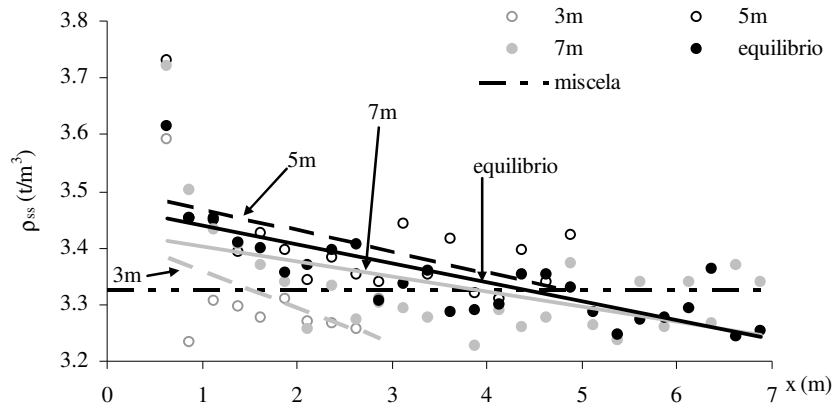 3m
5m
7m
equilibrio
miscela
3.8
3.7
3.6
3.5
3.4
3.3
3.2
ρss (t/m³)
7m
5m
equilibrio
3m
0 1 2 3 4 5 6 7 x (m)